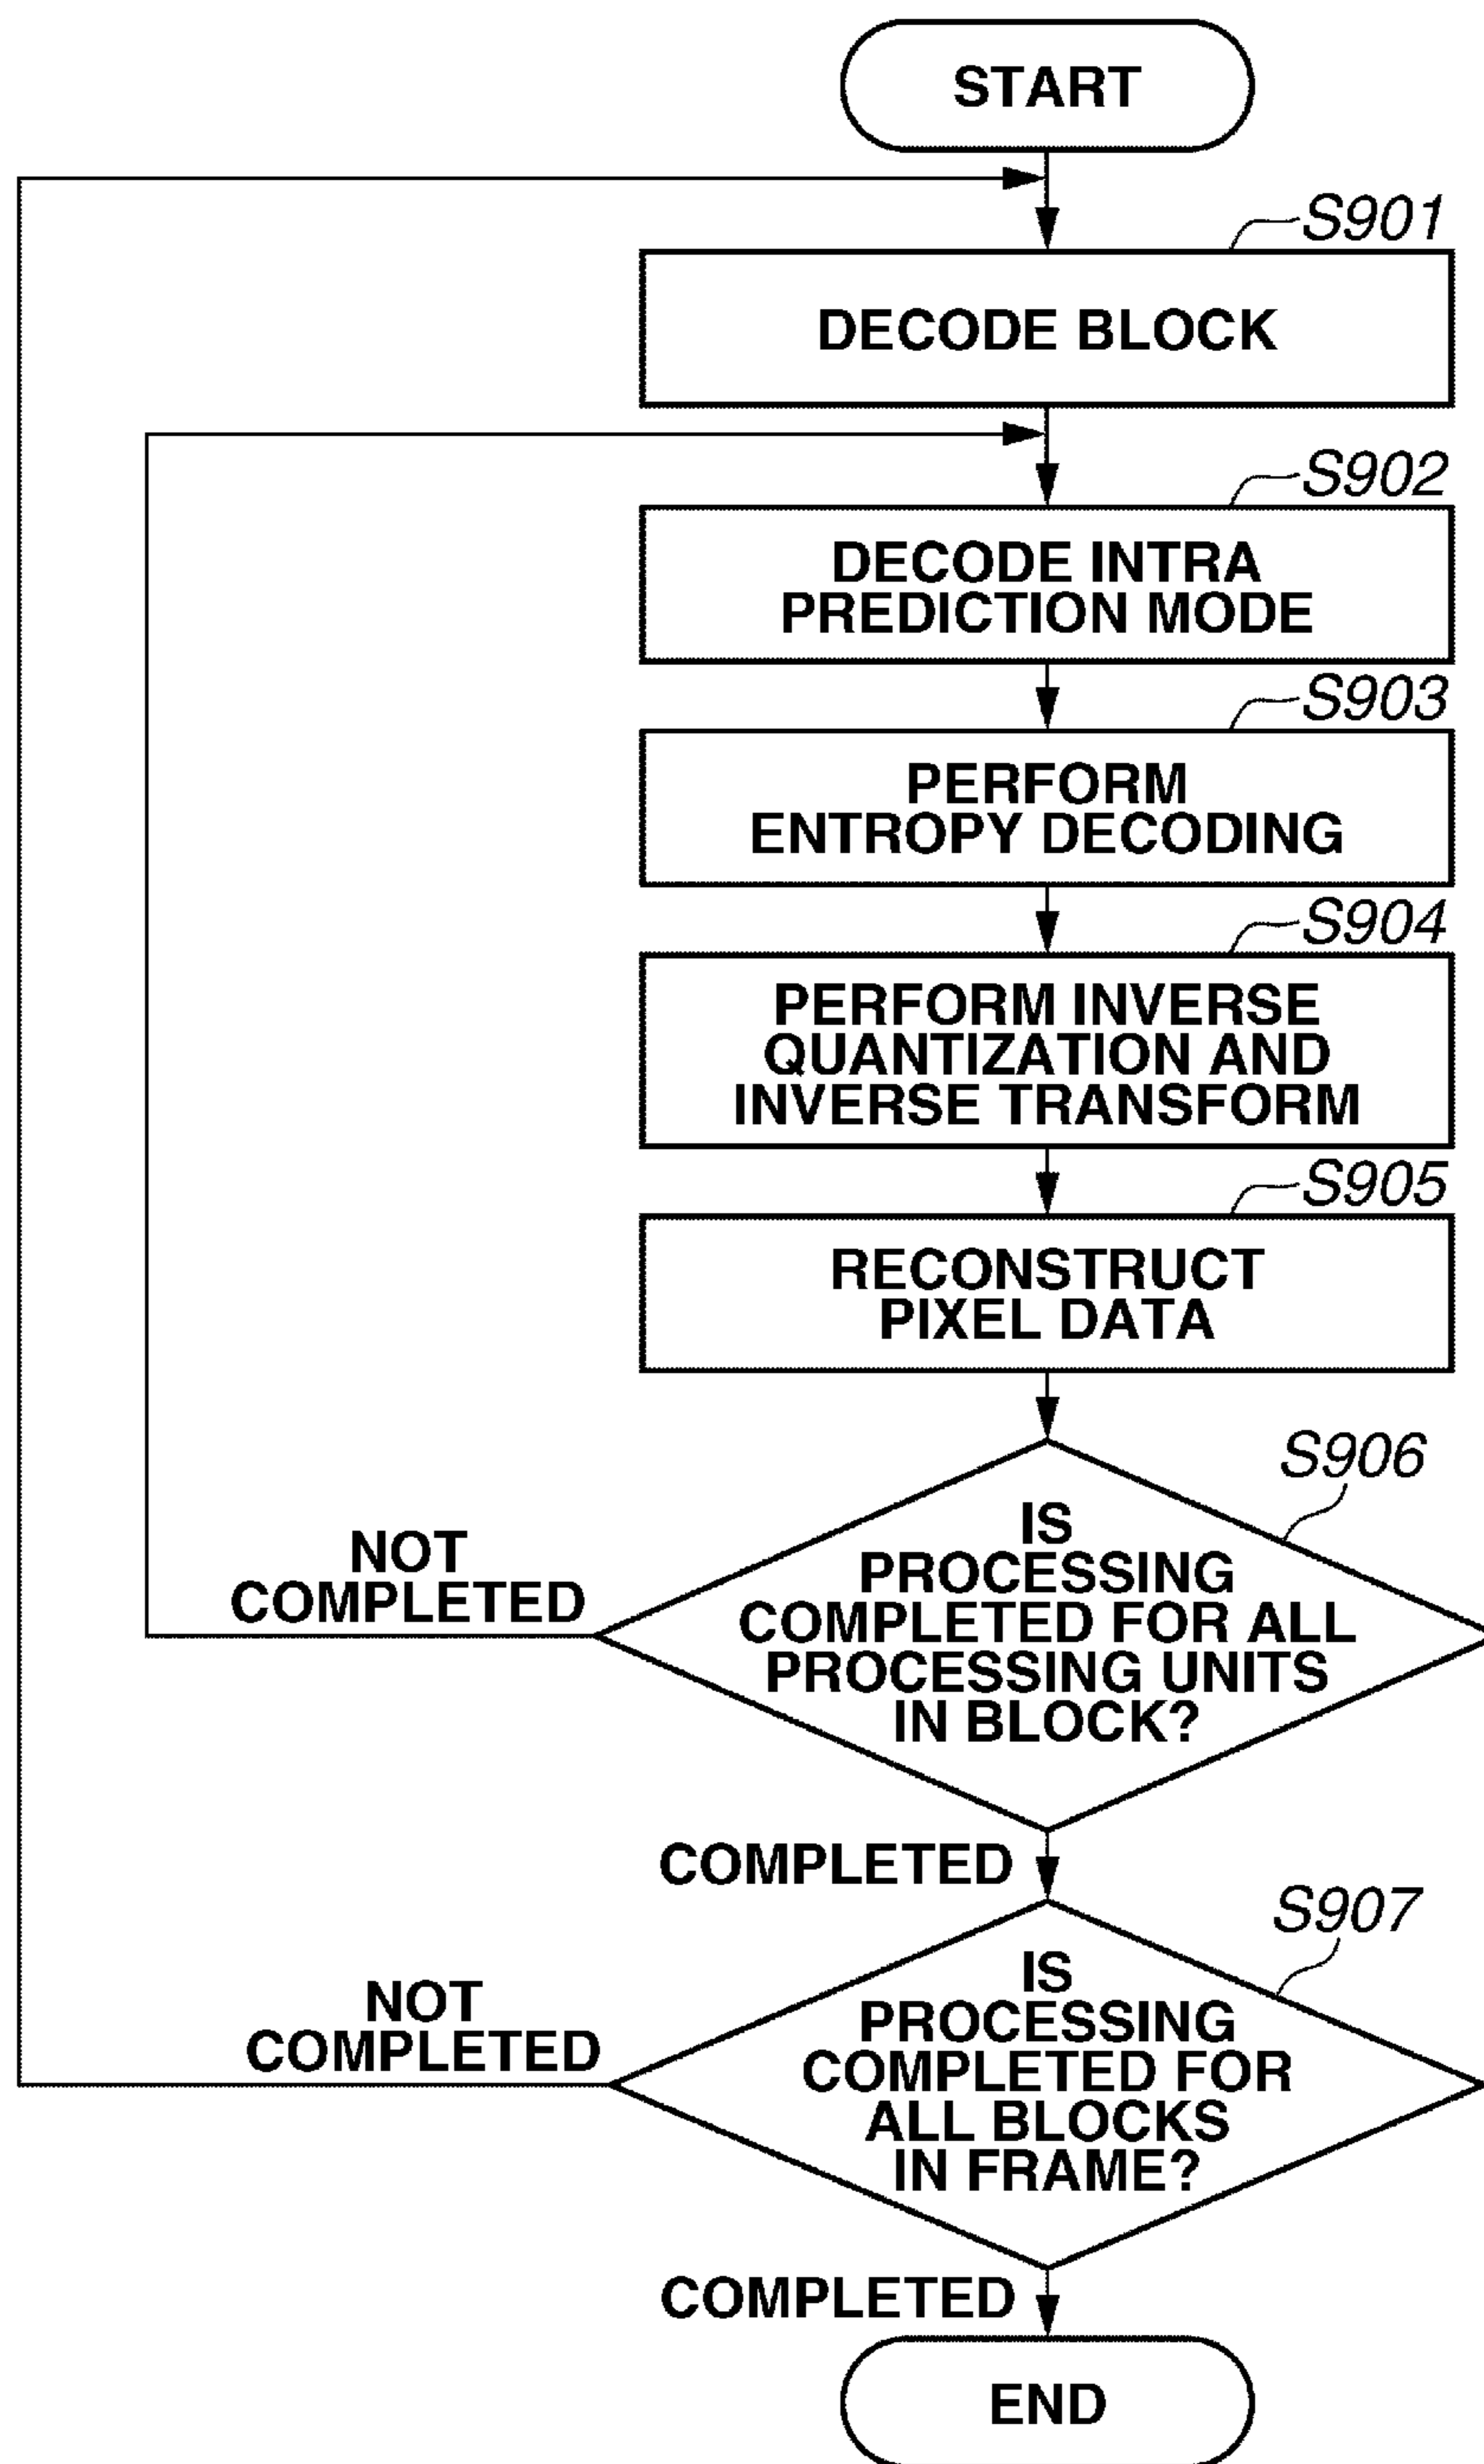 START
S901
DECODE BLOCK
S902
DECODE INTRA
PREDICTION MODE
S903
PERFORM
ENTROPY DECODING
S904
PERFORM INVERSE
QUANTIZATION AND
INVERSE TRANSFORM
S905
RECONSTRUCT
PIXEL DATA
S906
IS
PROCESSING
COMPLETED FOR ALL
PROCESSING UNITS
IN BLOCK?
NOT
COMPLETED
COMPLETED
S907
IS
PROCESSING
COMPLETED FOR
ALL BLOCKS
IN FRAME?
NOT
COMPLETED
COMPLETED
END